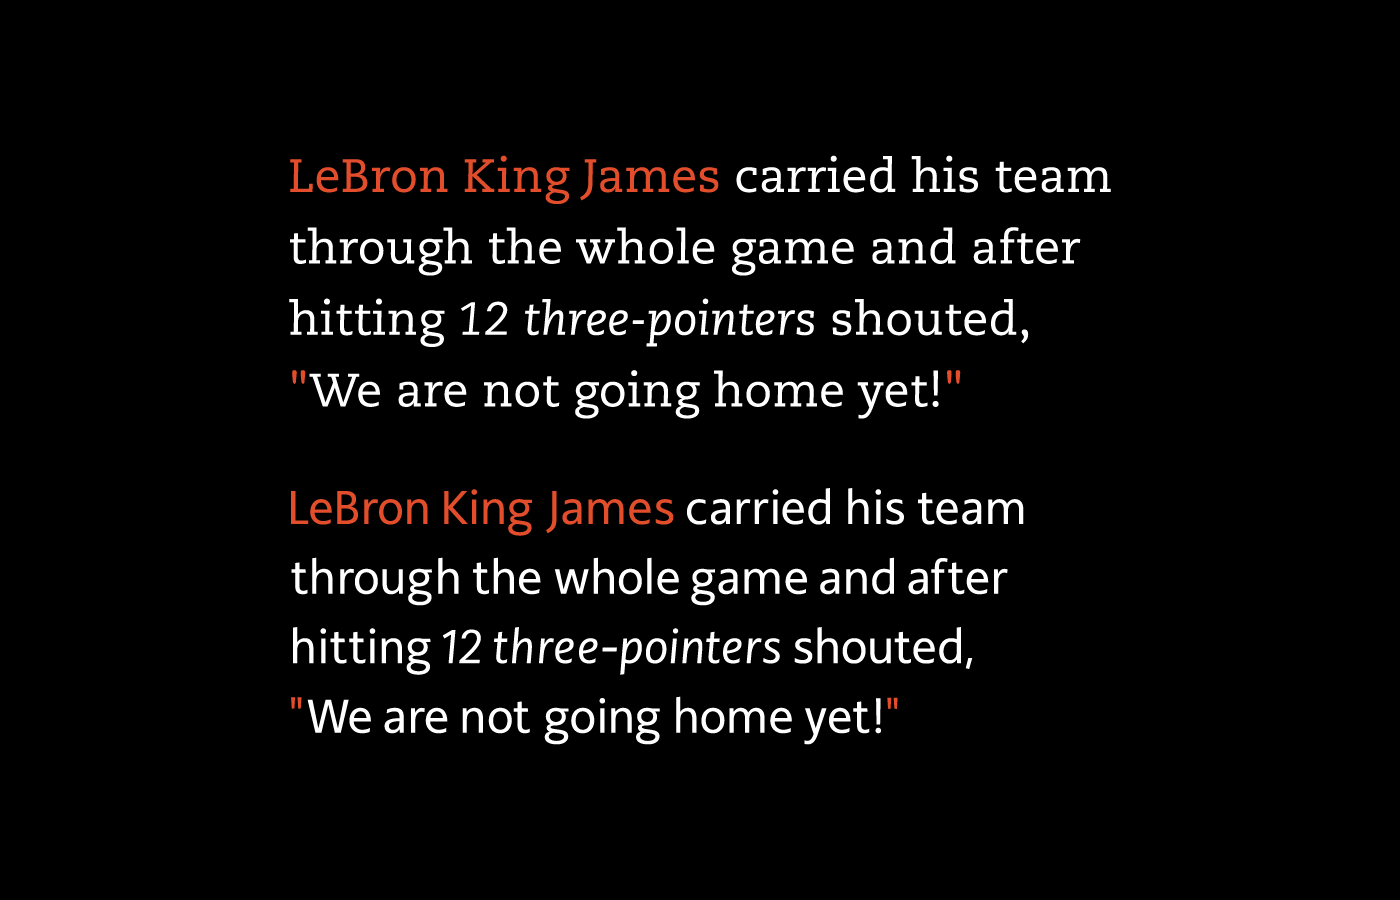 LeBron King James carried his team
through the whole game and after
hitting 12 three-pointers shouted,
"We are not going home yet!"
LeBron King James carried his team
through the whole game and after
hitting 12 three-pointers shouted,
"We are not going home yet!"